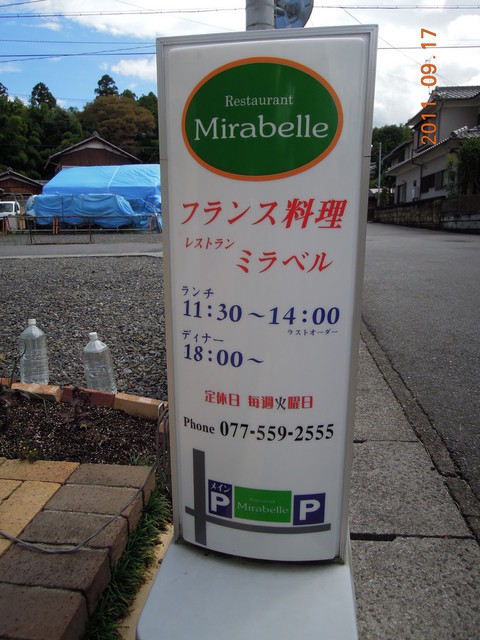 Restaurant
Mirabelle
フランス料理
レストラン
ミラベル
ランチ
11:30～14:00
ラストオーダー
ディナー
18:00～
定休日 毎週火曜日
Phone 077-559-2555
メイン
P
Restaurant
Mirabelle
P
2011.09.17